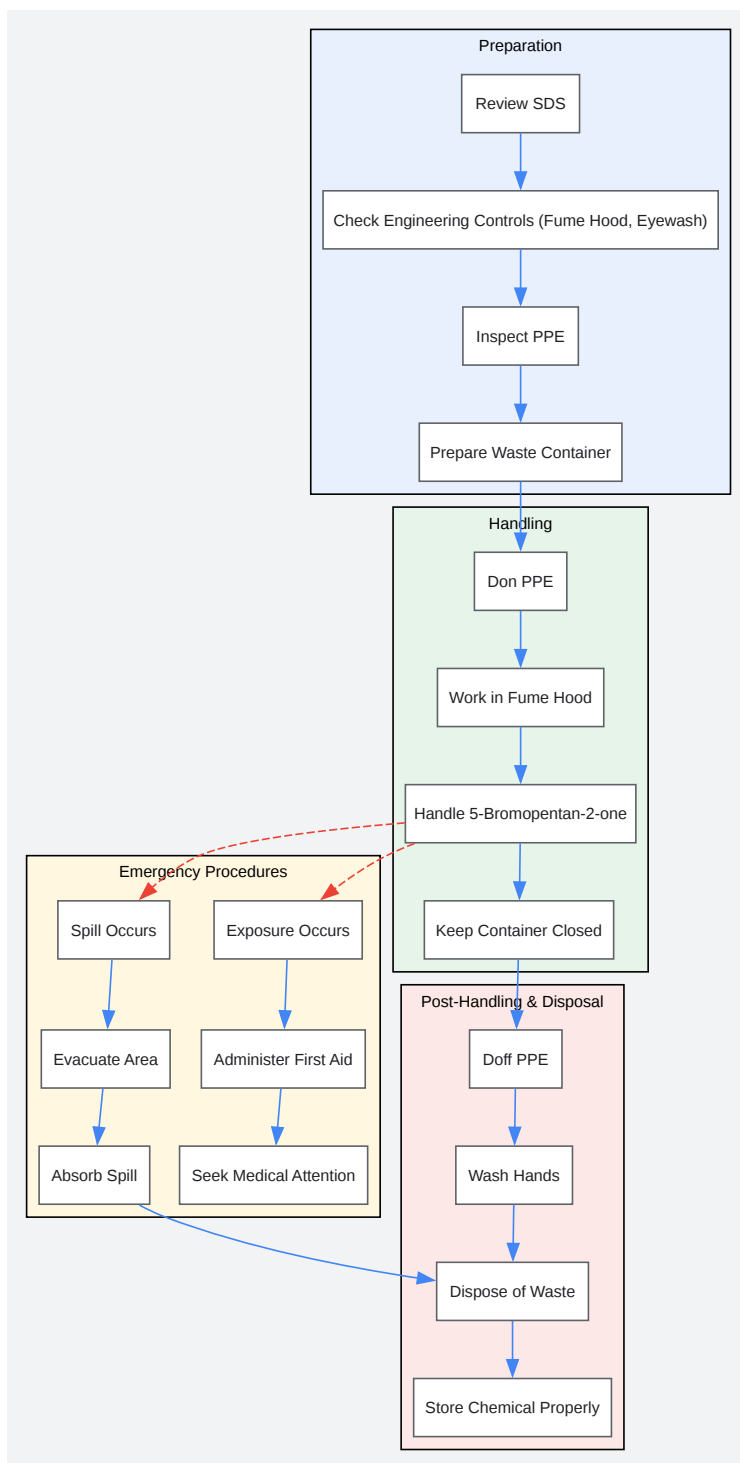 Preparation
Review SDS
Check Engineering Controls (Fume Hood, Eyewash)
Inspect PPE
Prepare Waste Container
Handling
Don PPE
Work in Fume Hood
Handle 5-Bromopentan-2-one
Keep Container Closed
Emergency Procedures
Spill Occurs
Exposure Occurs
Evacuate Area
Administer First Aid
Absorb Spill
Seek Medical Attention
Post-Handling & Disposal
Doff PPE
Wash Hands
Dispose of Waste
Store Chemical Properly